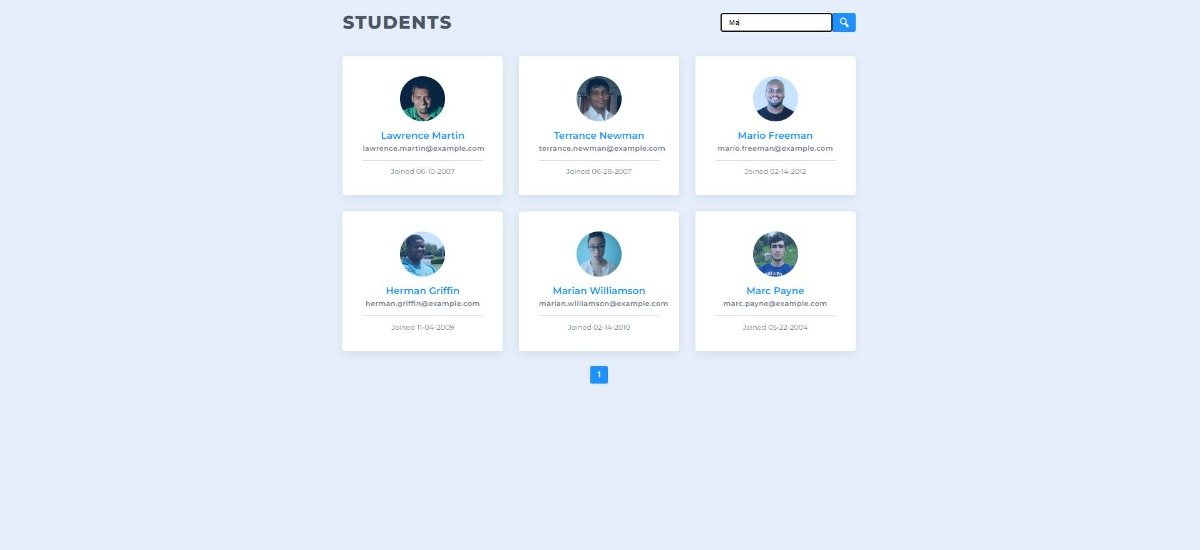 STUDENTS
Ma
Lawrence Martin
lawrence.martin@example.com
Joined 06-10-2007
Terrance Newman
terrance.newman@example.com
Joined 06-28-2007
Mario Freeman
mario.freeman@example.com
Joined 02-14-2012
Herman Griffin
herman.griffin@example.com
Joined 11-04-2009
Marian Williamson
marian.williamson@example.com
Joined 02-14-2010
Marc Payne
marc.payne@example.com
Joined 05-22-2004
1